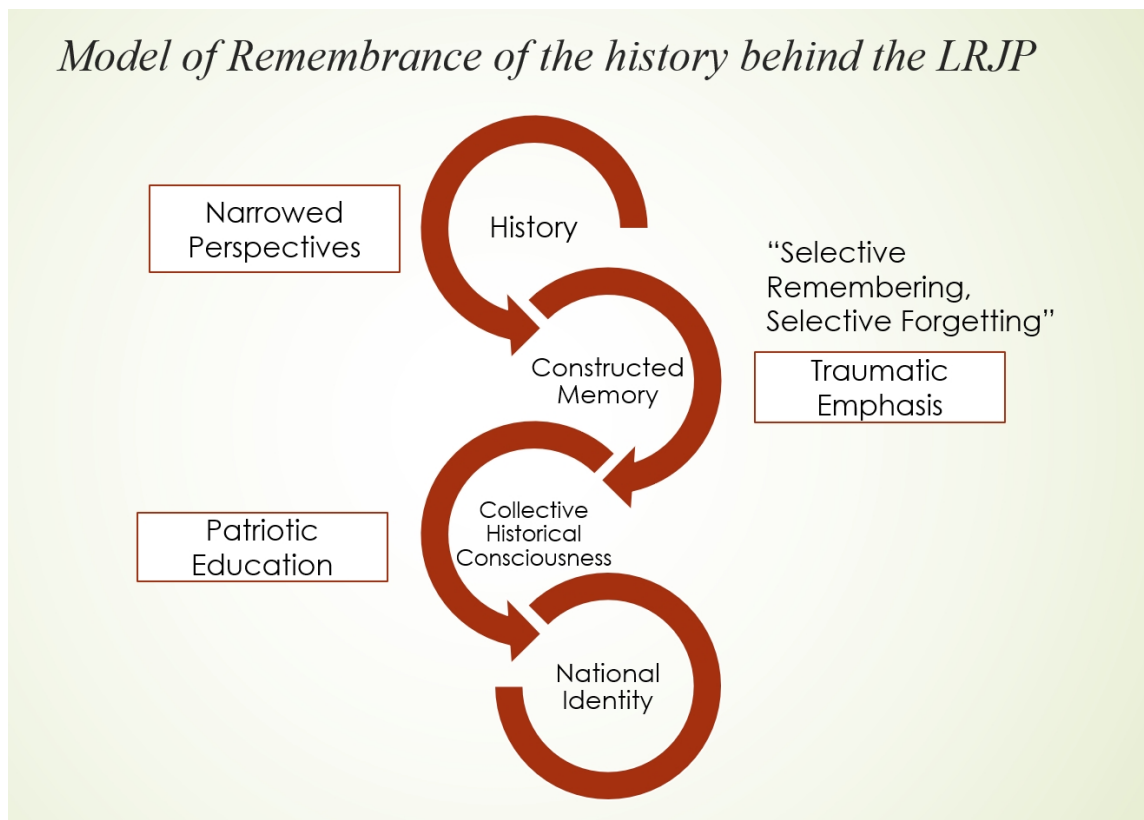 Model of Remembrance of the history behind the LRJP
Narrowed
Perspectives
History
“Selective
Remembering,
Selective Forgetting”
Constructed
Memory
Traumatic
Emphasis
Collective
Historical
Consciousness
Patriotic
Education
National
Identity